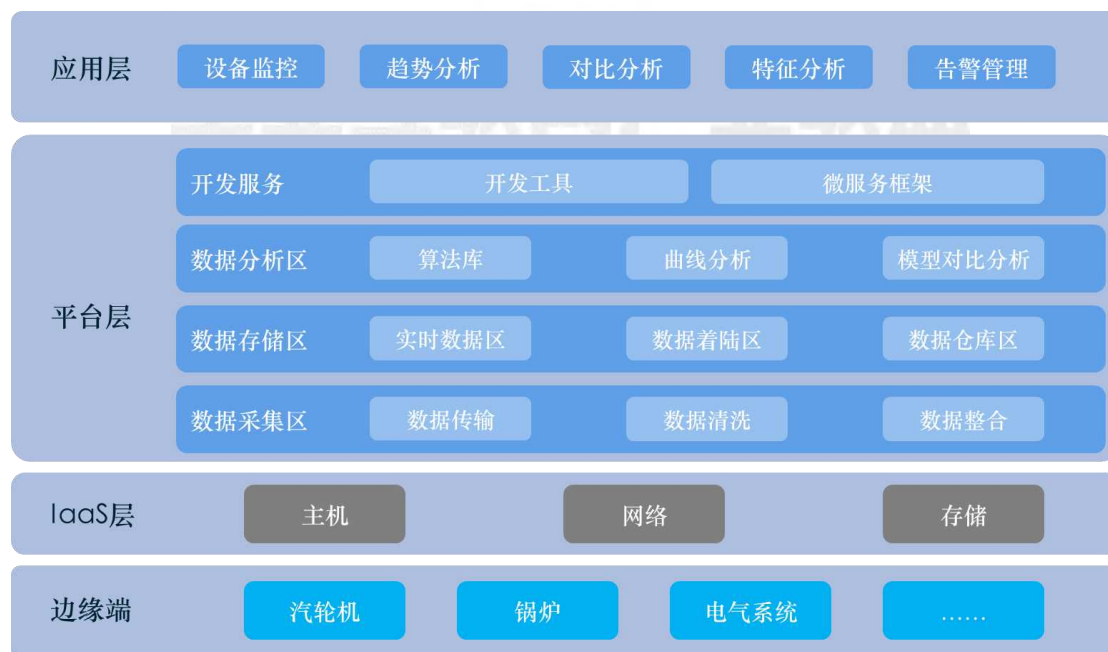 应用层
设备监控
趋势分析
对比分析
特征分析
告警管理
平台层
开发服务
开发工具
微服务框架
数据分析区
算法库
曲线分析
模型对比分析
数据存储区
实时数据区
数据着陆区
数据仓库区
数据采集区
数据传输
数据清洗
数据整合
IaaS层
主机
网络
存储
边缘端
汽轮机
锅炉
电气系统
……